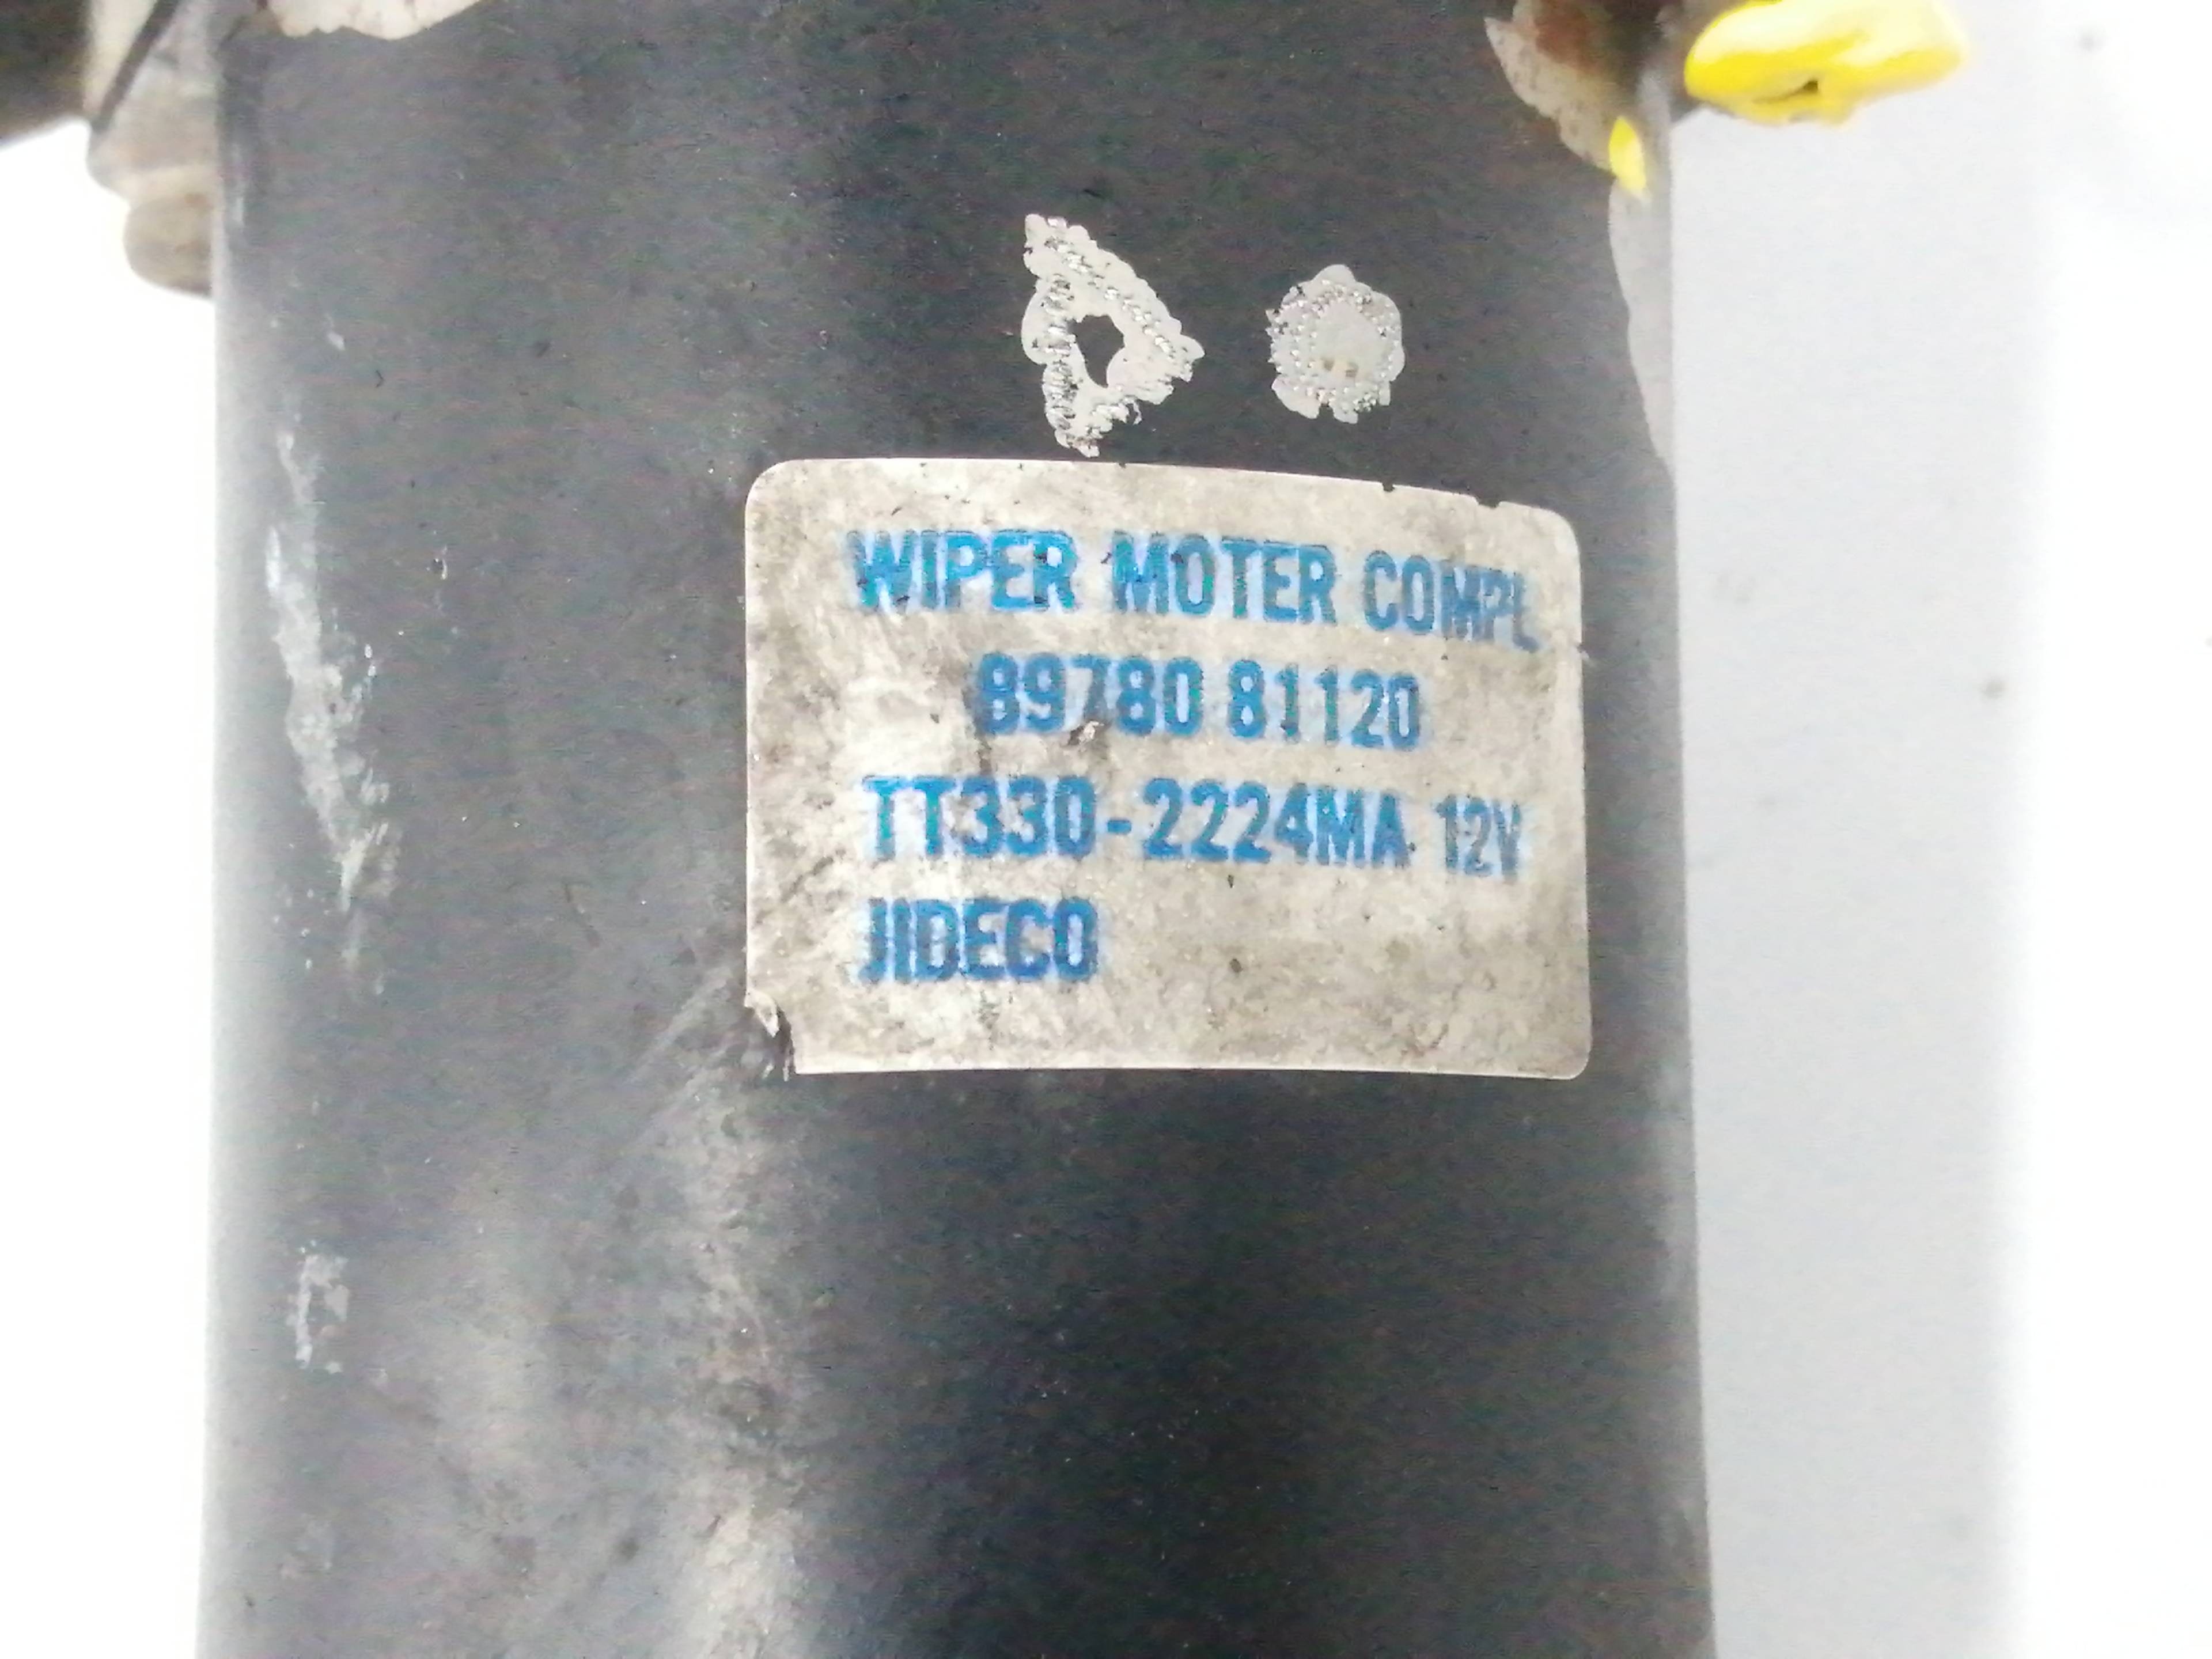 WIPER MOTER COMPL
89780 81120
TT330-2224MA 12V
JIDECO